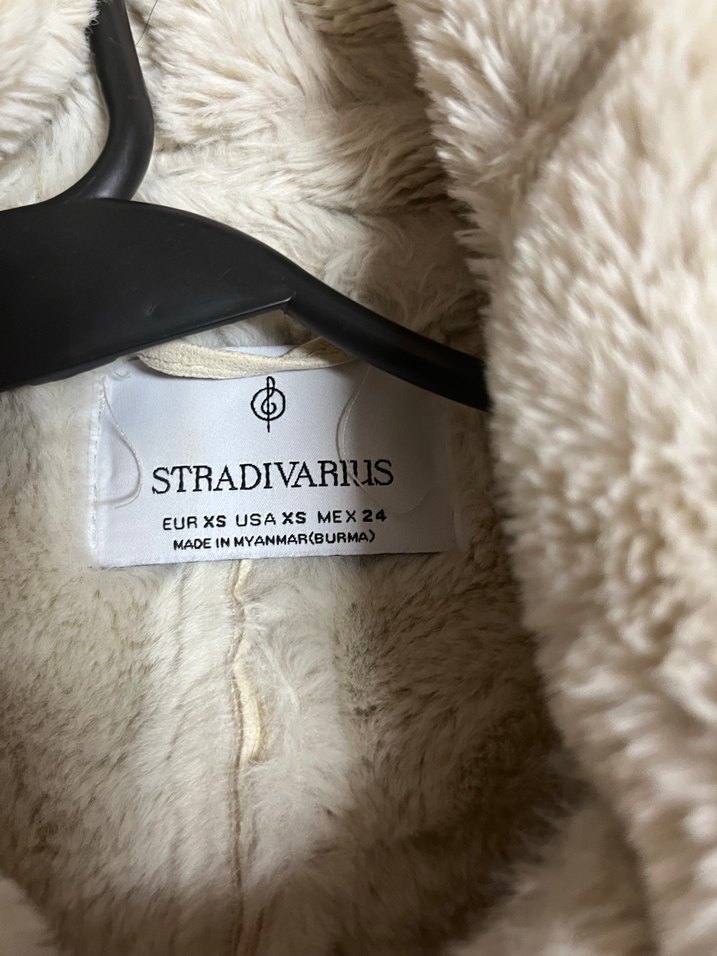 STRADIVARIUS
EUR XS USA XS MEX 24
MADE IN MYANMAR(BURMA)